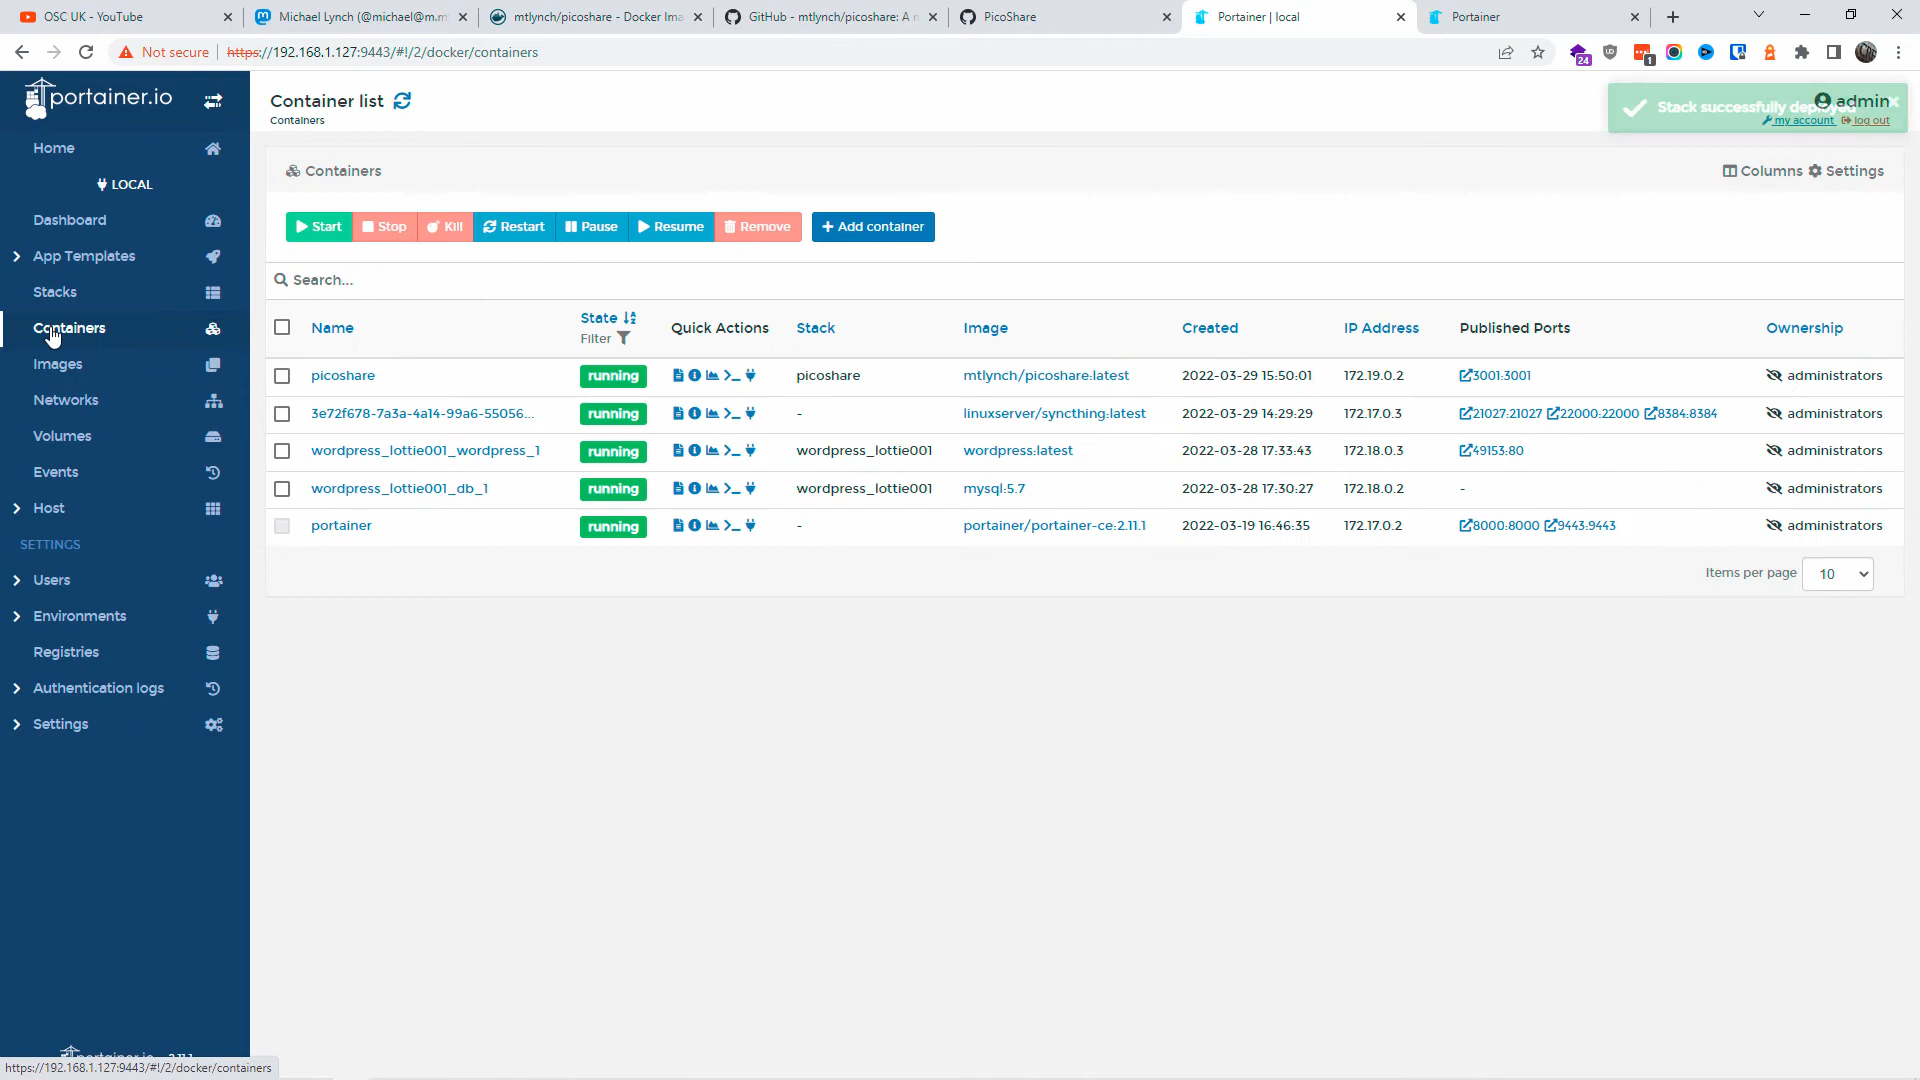 OSC UK - YouTube
Michael Lynch (@michael@m.m
mtlynch/picoshare - Docker Ima
GitHub - mtlynch/picoshare: A m
PicoShare
Portainer | local
Portainer
Not secure
https://192.168.1.127:9443/#!/2/docker/containers
24
1
portainer.io
Home
LOCAL
Dashboard
App Templates
Stacks
Containers
Images
Networks
Volumes
Events
Host
SETTINGS
Users
Environments
Registries
Authentication logs
Settings
portainer.io
https://192.168.1.127:9443/#!/2/docker/containers
Container list
Containers
Stack successfully deployed
admin
my account log out
Containers
Columns Settings
Start Stop Kill Restart Pause Resume Remove + Add container
Search...
Name State Filter Quick Actions Stack Image Created IP Address Published Ports Ownership
picoshare running picoshare mtlynch/picoshare:latest 2022-03-29 15:50:01 172.19.0.2 3001:3001 administrators
3e72f678-7a3a-4a14-99a6-55056... running - linuxserver/syncthing:latest 2022-03-29 14:29:29 172.17.0.3 21027:21027 22000:22000 8384:8384 administrators
wordpress_lottie001_wordpress_1 running wordpress_lottie001 wordpress:latest 2022-03-28 17:33:43 172.18.0.3 49153:80 administrators
wordpress_lottie001_db_1 running wordpress_lottie001 mysql:5.7 2022-03-28 17:30:27 172.18.0.2 - administrators
portainer running - portainer/portainer-ce:2.11.1 2022-03-19 16:46:35 172.17.0.2 8000:8000 9443:9443 administrators
Items per page 10